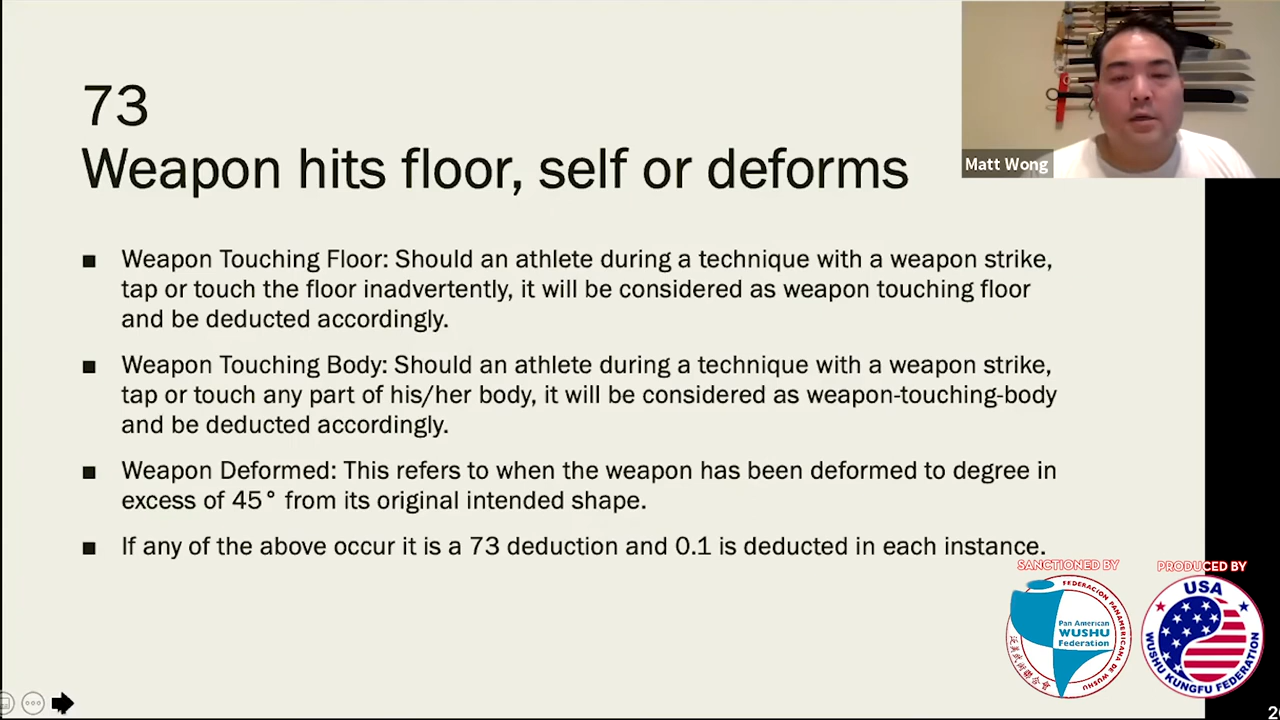 73
Weapon hits floor, self or deforms
Matt Wong
■ Weapon Touching Floor: Should an athlete during a technique with a weapon strike,
tap or touch the floor inadvertently, it will be considered as weapon touching floor
and be deducted accordingly.
■ Weapon Touching Body: Should an athlete during a technique with a weapon strike,
tap or touch any part of his/her body, it will be considered as weapon-touching-body
and be deducted accordingly.
■ Weapon Deformed: This refers to when the weapon has been deformed to degree in
excess of 45° from its original intended shape.
■ If any of the above occur it is a 73 deduction and 0.1 is deducted in each instance.
SANCTIONED BY
FEDERACION PANAMERICANA DE WUSHU
Pan American
WUSHU
Federation
PRODUCED BY
USA
WUSHU KUNGFU FEDERATION